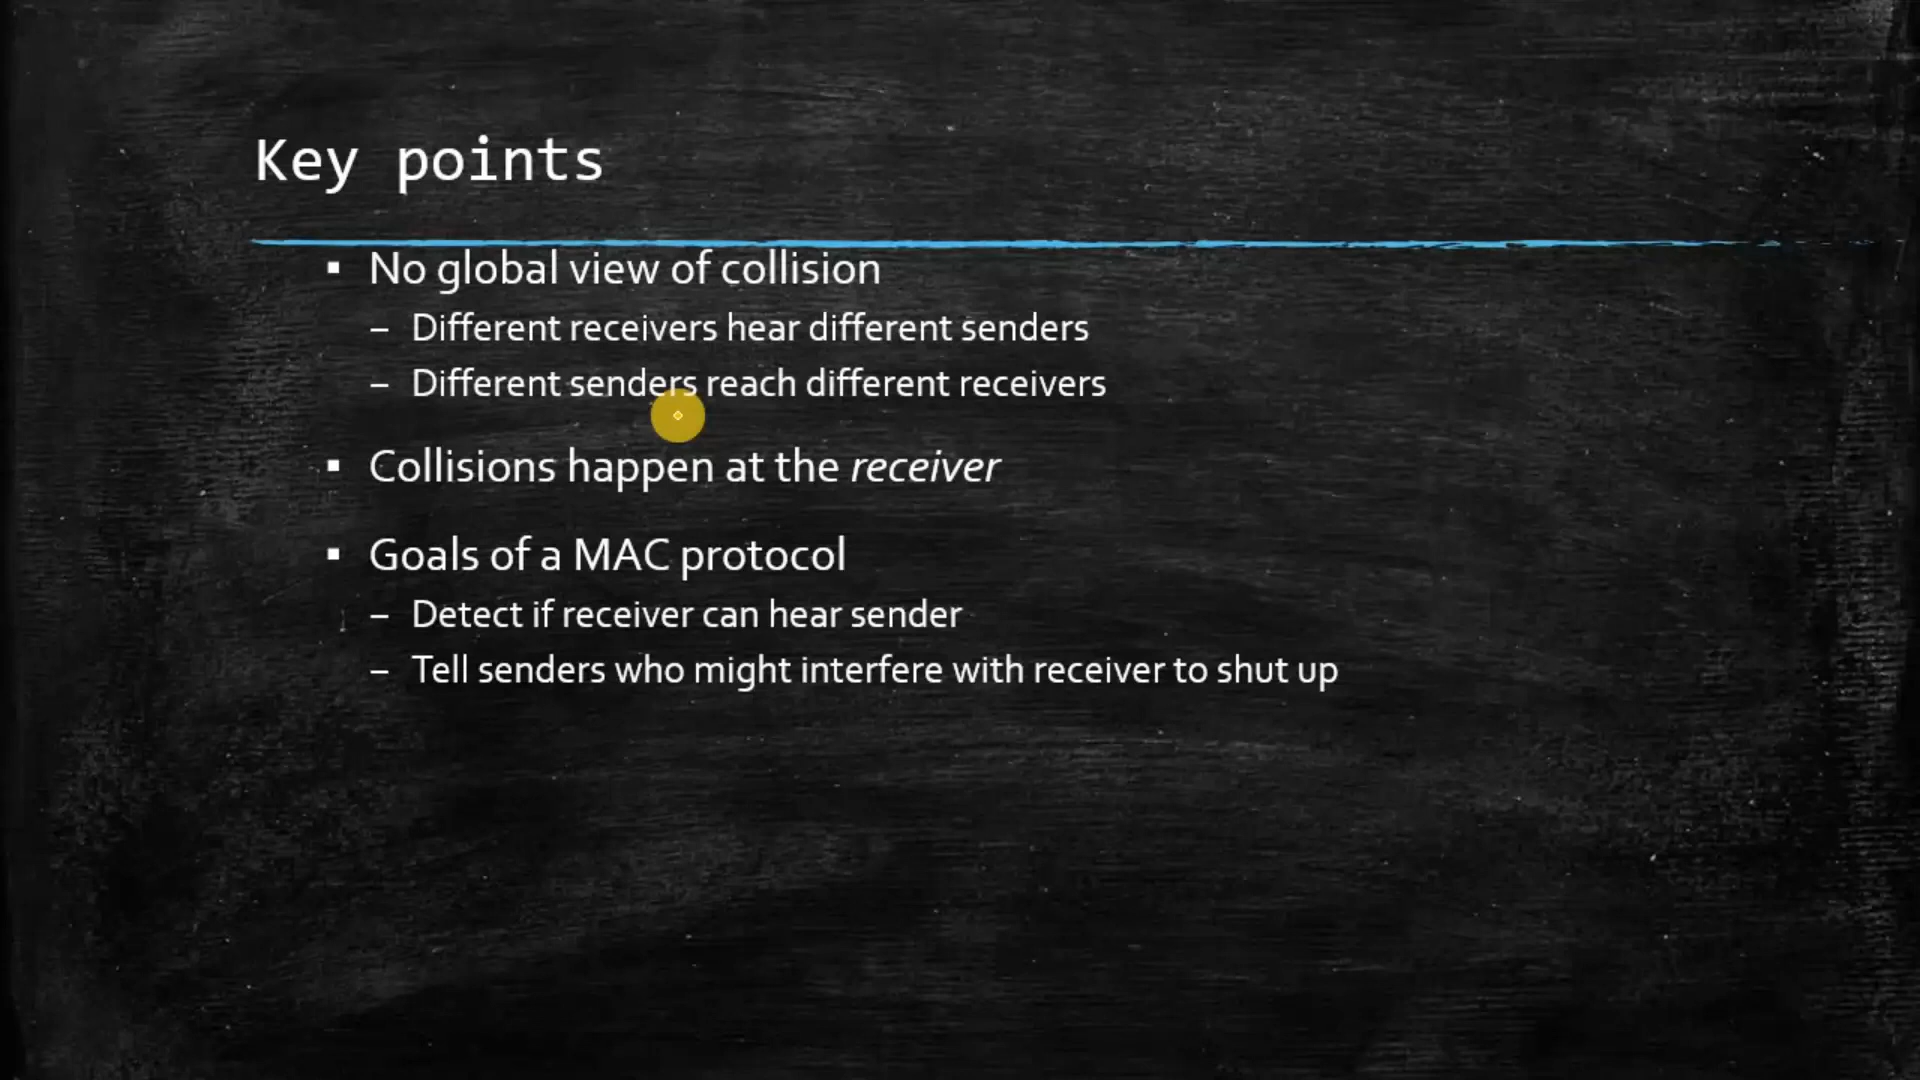 Key points
▪ No global view of collision
– Different receivers hear different senders
– Different senders reach different receivers
▪ Collisions happen at the receiver
▪ Goals of a MAC protocol
– Detect if receiver can hear sender
– Tell senders who might interfere with receiver to shut up